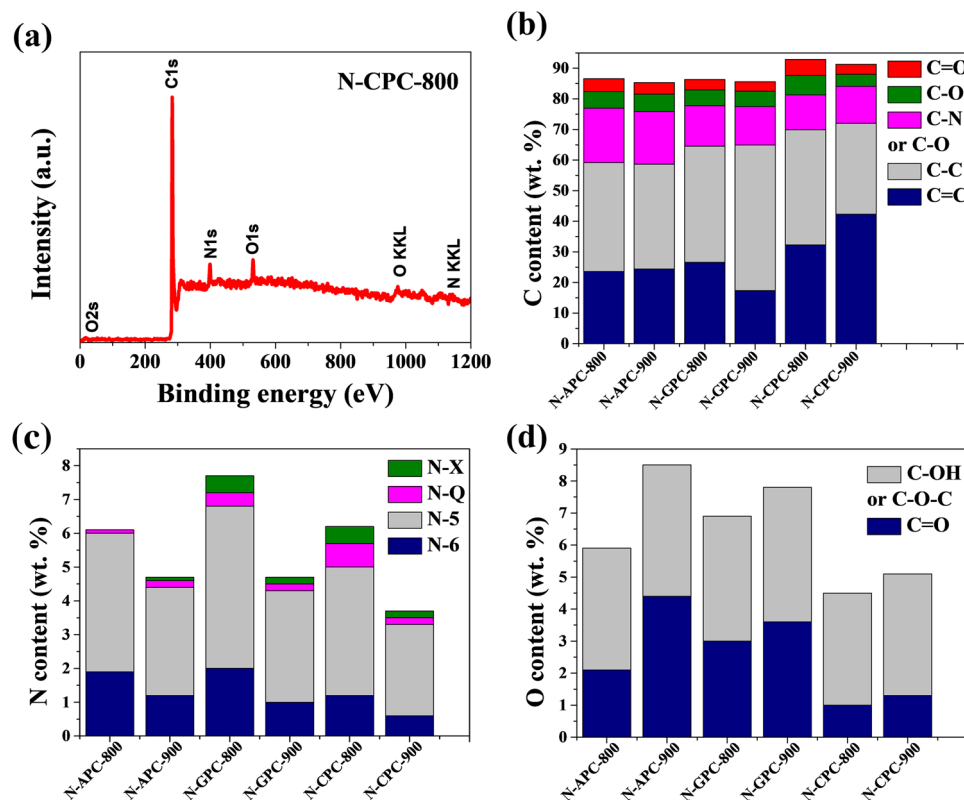 (a)
N-CPC-800
C1s
N1s
O1s
O KKL
N KKL
O2s
Intensity (a.u.)
0 200 400 600 800 1000 1200
Binding energy (eV)
(b)
C=O
C-O
C-N
or C-O
C-C
C=C
C content (wt. %)
90
80
70
60
50
40
30
20
10
0
N-APC-800
N-APC-900
N-GPC-800
N-GPC-900
N-CPC-800
N-CPC-900
(c)
N-X
N-Q
N-5
N-6
N content (wt. %)
8
7
6
5
4
3
2
1
0
N-APC-800
N-APC-900
N-GPC-800
N-GPC-900
N-CPC-800
N-CPC-900
(d)
C-OH
or C-O-C
C=O
O content (wt. %)
9
8
7
6
5
4
3
2
1
0
N-APC-800
N-APC-900
N-GPC-800
N-GPC-900
N-CPC-800
N-CPC-900